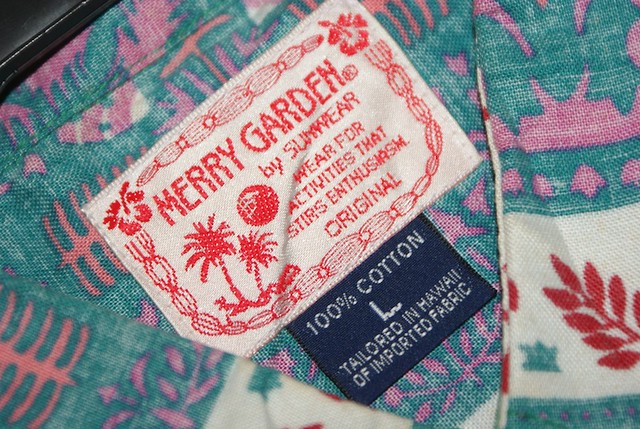 MERRY GARDEN®
by SUNWEAR
WEAR FOR
ACTIVITIES THAT
STIRS ENTHUSIASM.
ORIGINAL
100% COTTON
L
TAILORED IN HAWAII
OF IMPORTED FABRIC